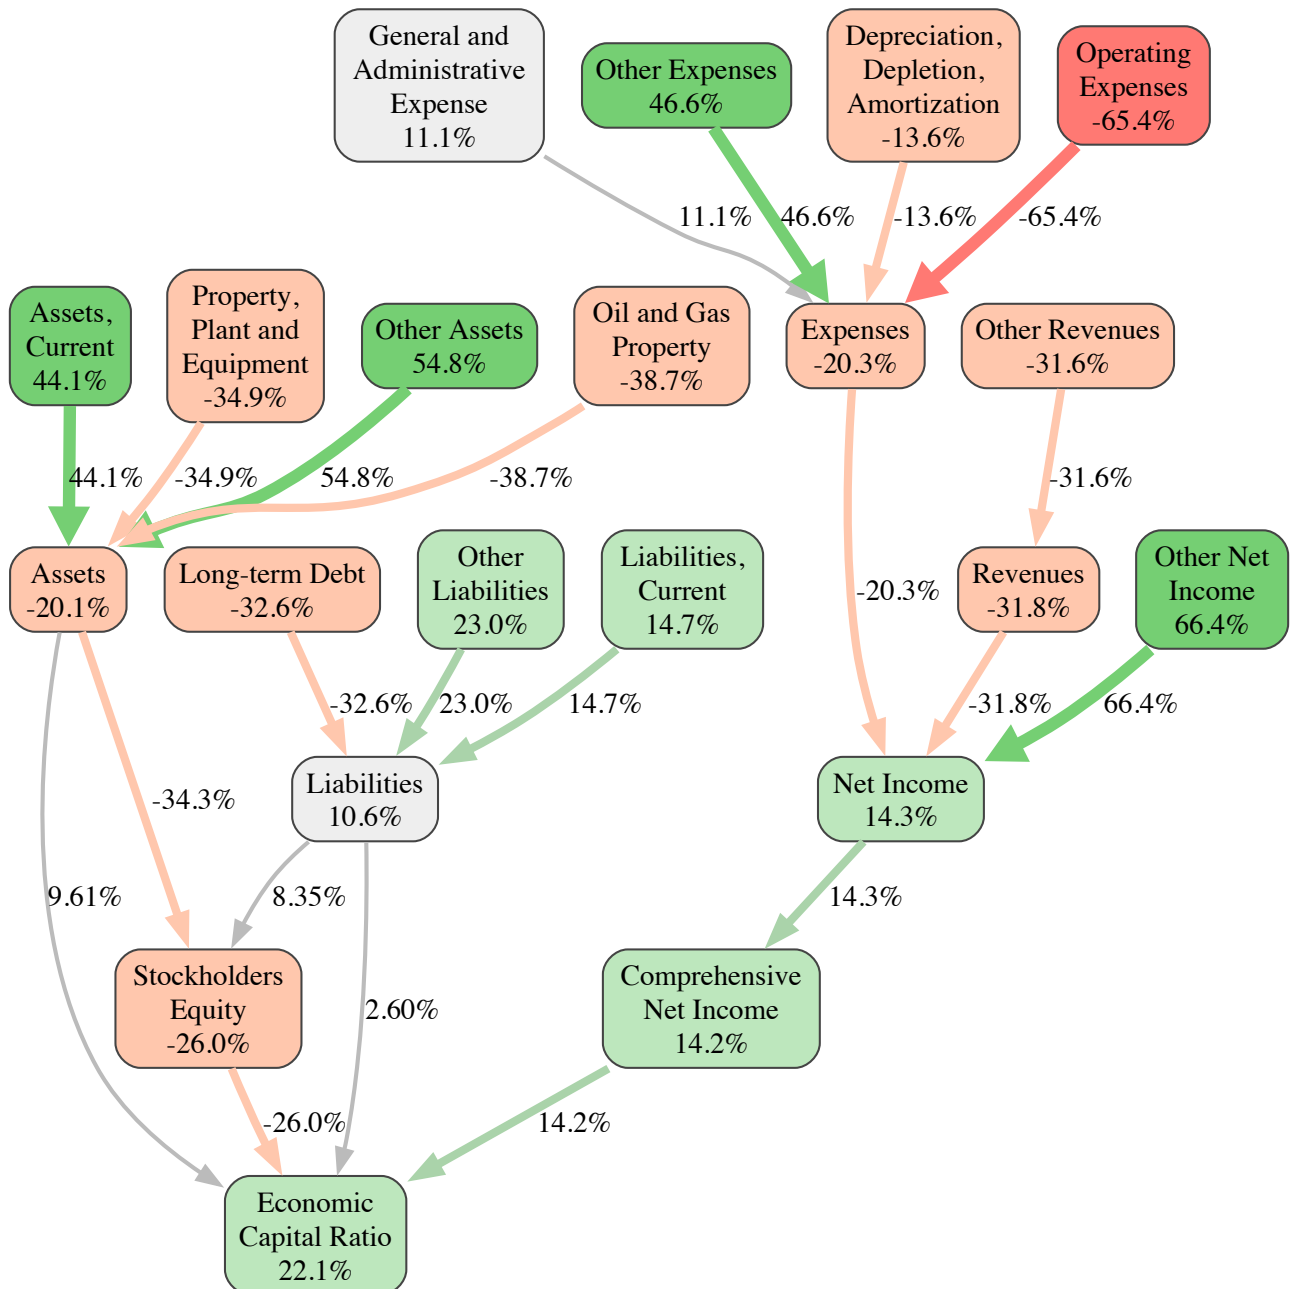 General and
Administrative
Expense
11.1%
Other Expenses
46.6%
Depreciation,
Depletion,
Amortization
-13.6%
Operating
Expenses
-65.4%
11.1%
46.6%
-13.6%
-65.4%
Assets,
Current
44.1%
Property,
Plant and
Equipment
-34.9%
Other Assets
54.8%
Oil and Gas
Property
-38.7%
Expenses
-20.3%
Other Revenues
-31.6%
44.1%
-34.9%
54.8%
-38.7%
-31.6%
Assets
-20.1%
Long-term Debt
-32.6%
Other
Liabilities
23.0%
Liabilities,
Current
14.7%
-20.3%
Revenues
-31.8%
Other Net
Income
66.4%
-32.6%
23.0%
14.7%
-31.8%
66.4%
-34.3%
Liabilities
10.6%
Net Income
14.3%
9.61%
8.35%
14.3%
Stockholders
Equity
-26.0%
2.60%
Comprehensive
Net Income
14.2%
-26.0%
14.2%
Economic
Capital Ratio
22.1%